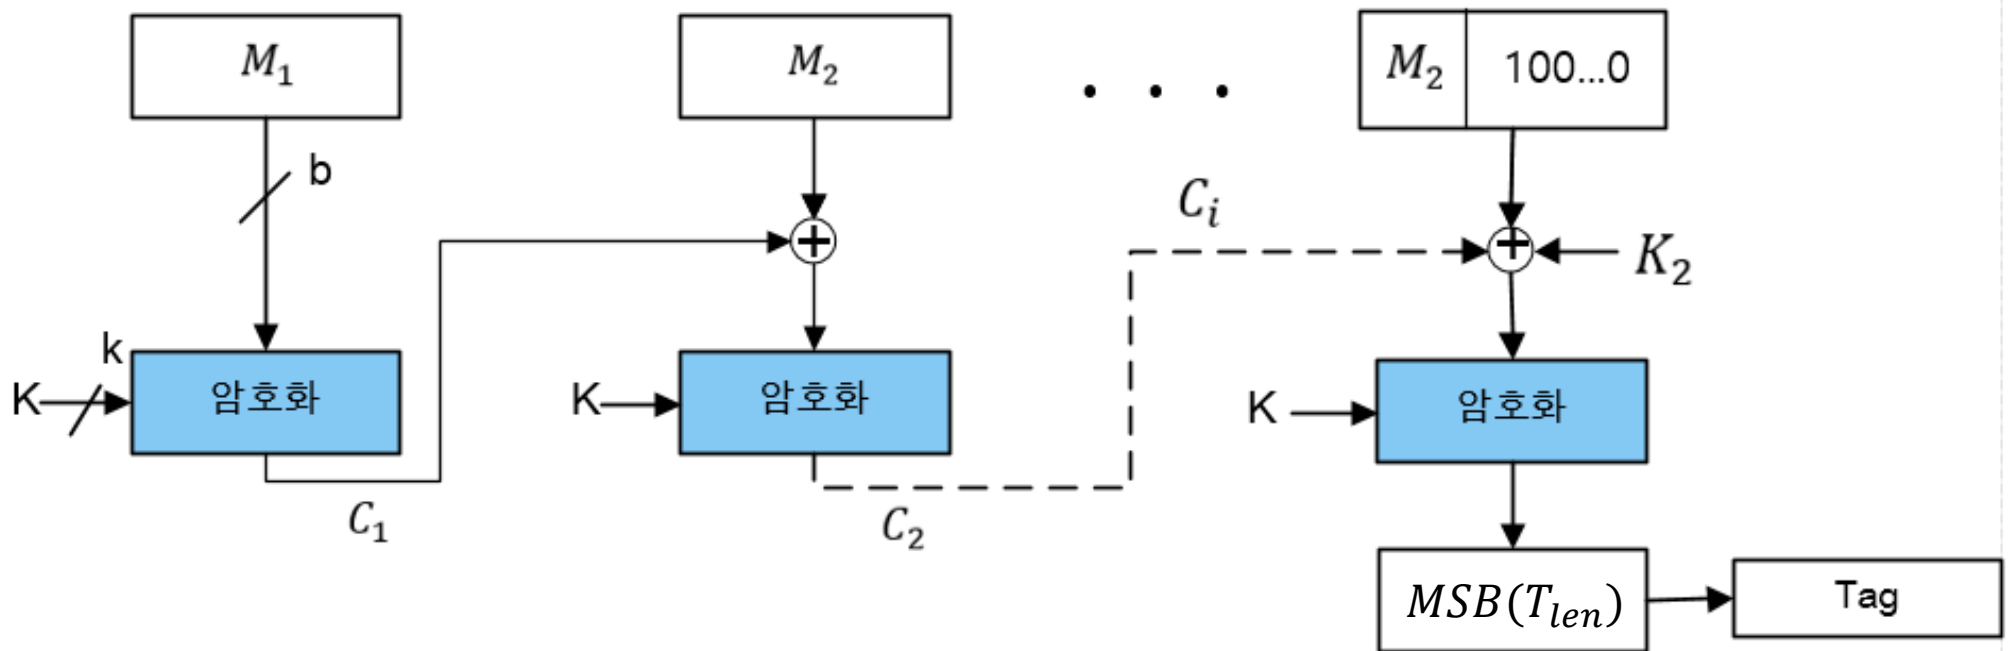 M₁
M₂
M₂ 100...0
b
Cᵢ
K₂
k
K 암호화
K 암호화
K 암호화
C₁
C₂
MSB(Tₗₑₙ)
Tag